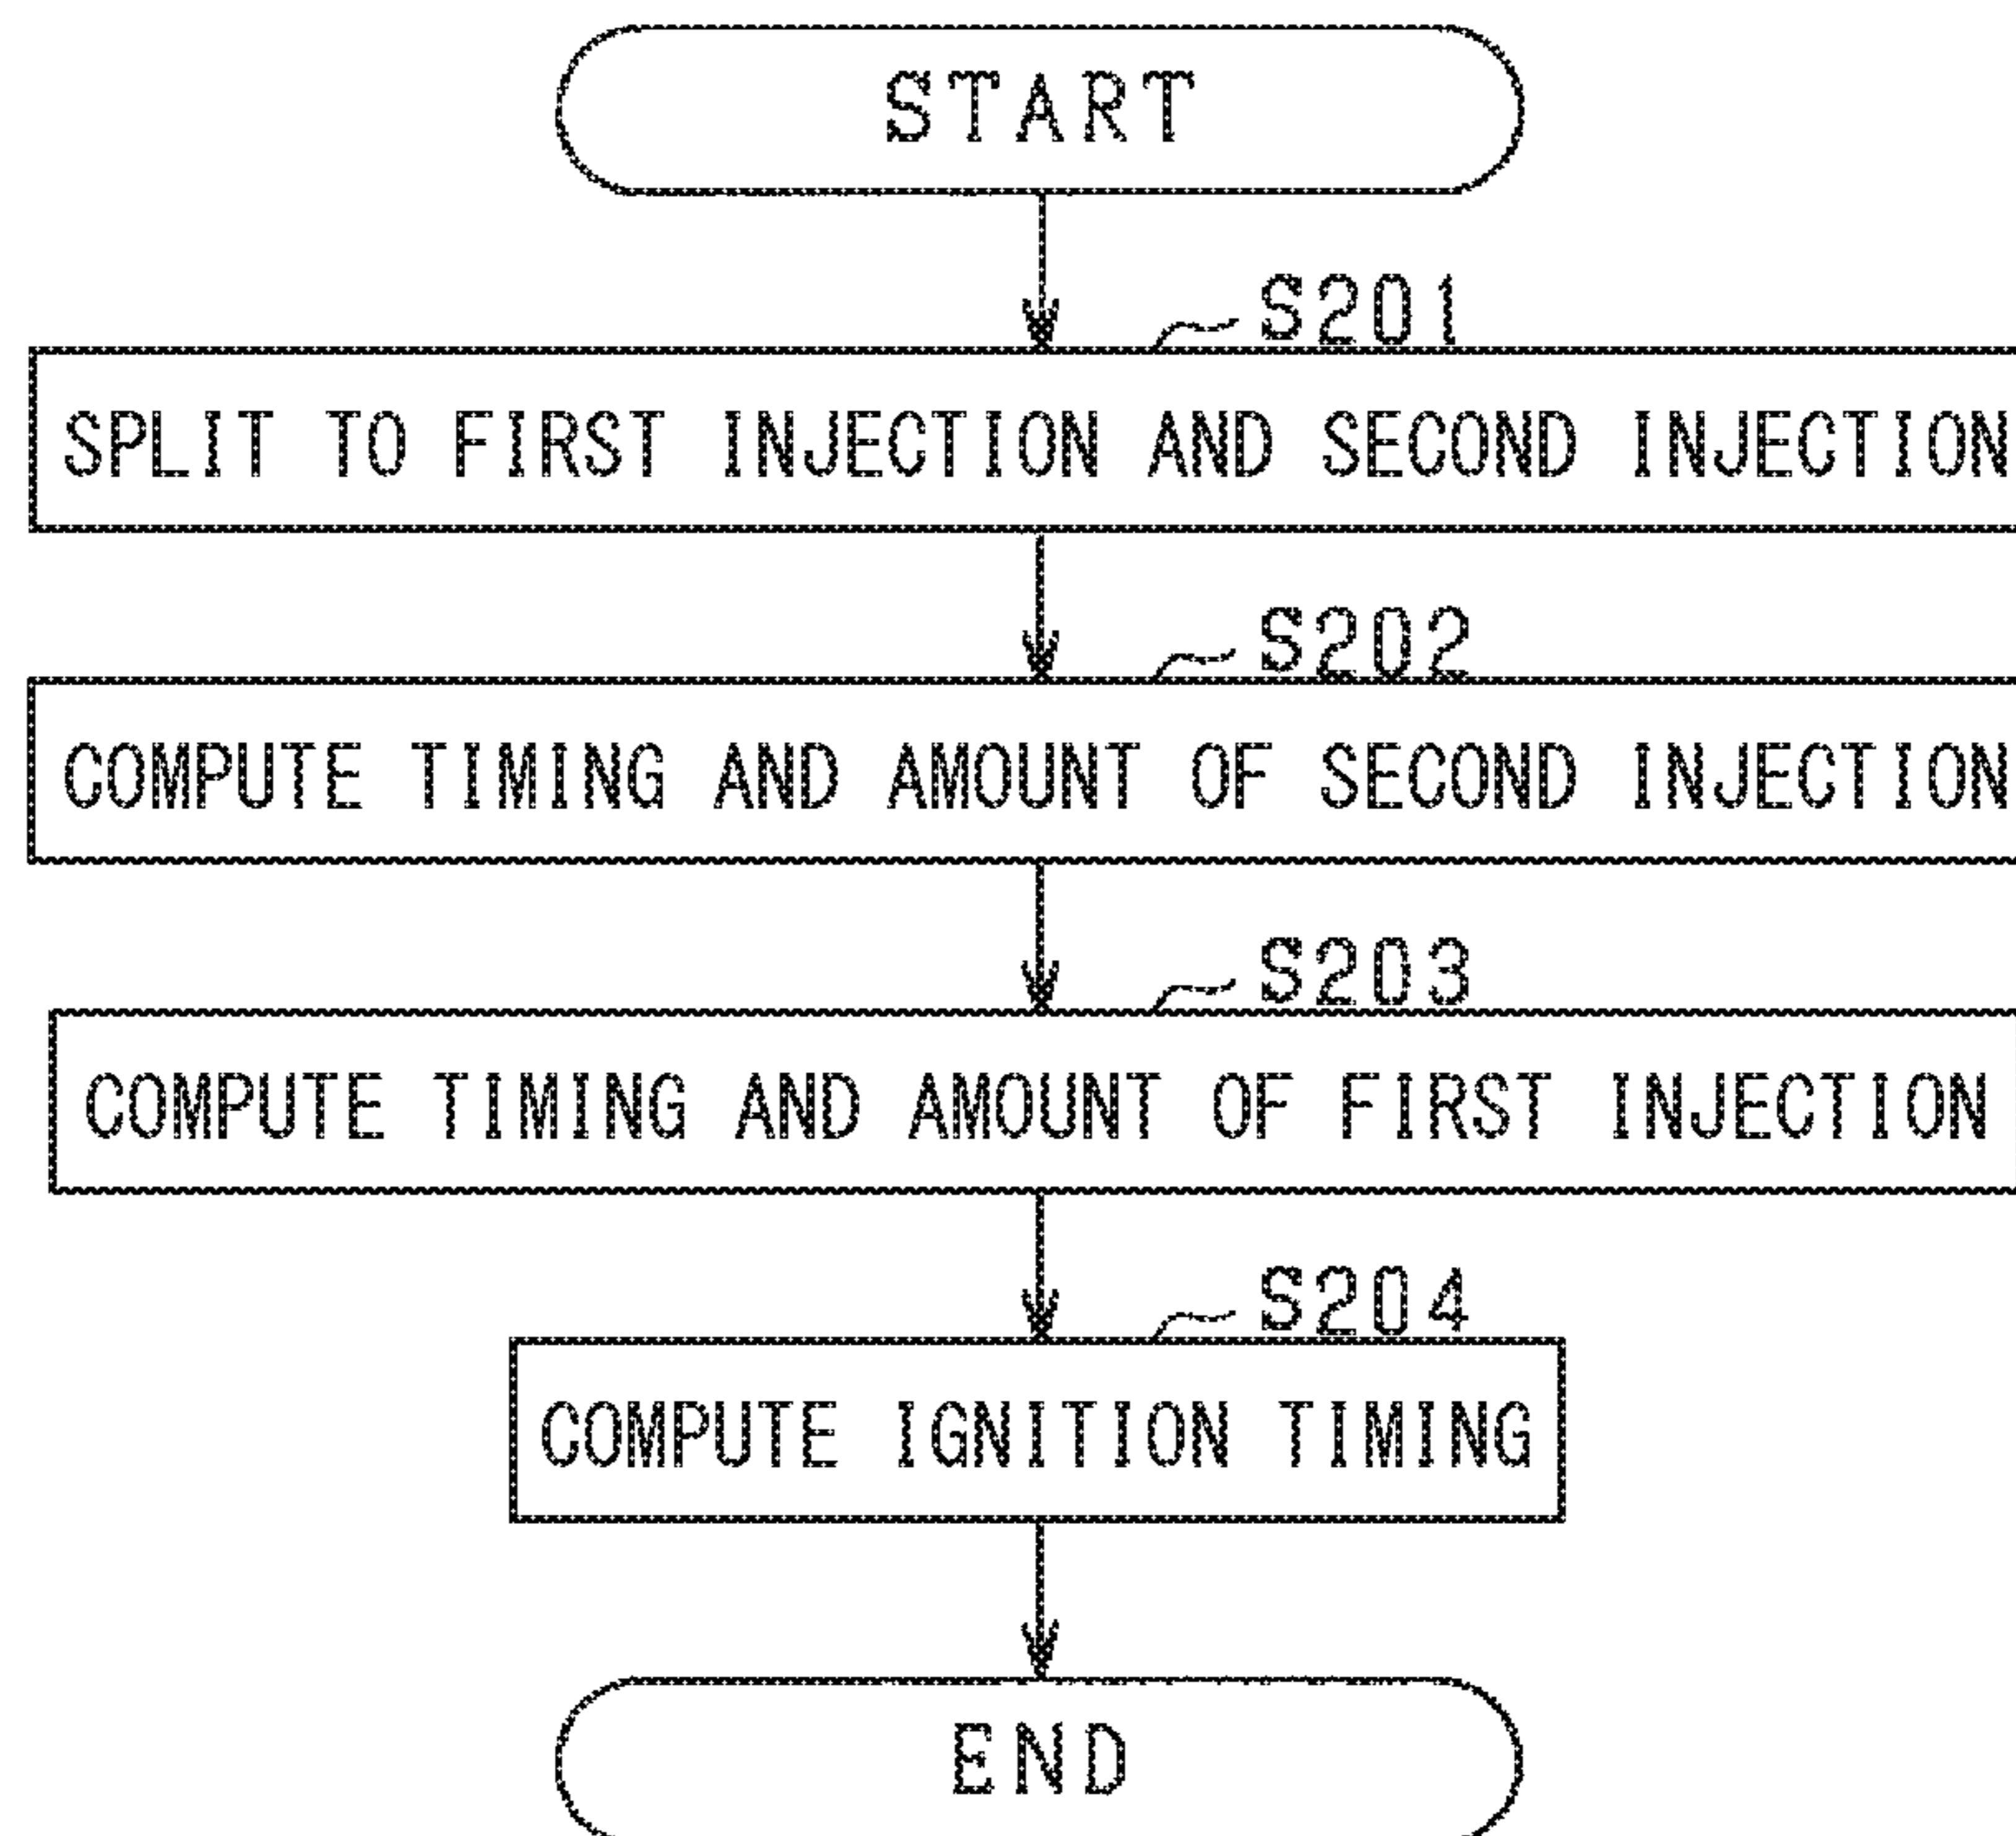 START
S201
SPLIT TO FIRST INJECTION AND SECOND INJECTION
S202
COMPUTE TIMING AND AMOUNT OF SECOND INJECTION
S203
COMPUTE TIMING AND AMOUNT OF FIRST INJECTION
S204
COMPUTE IGNITION TIMING
END